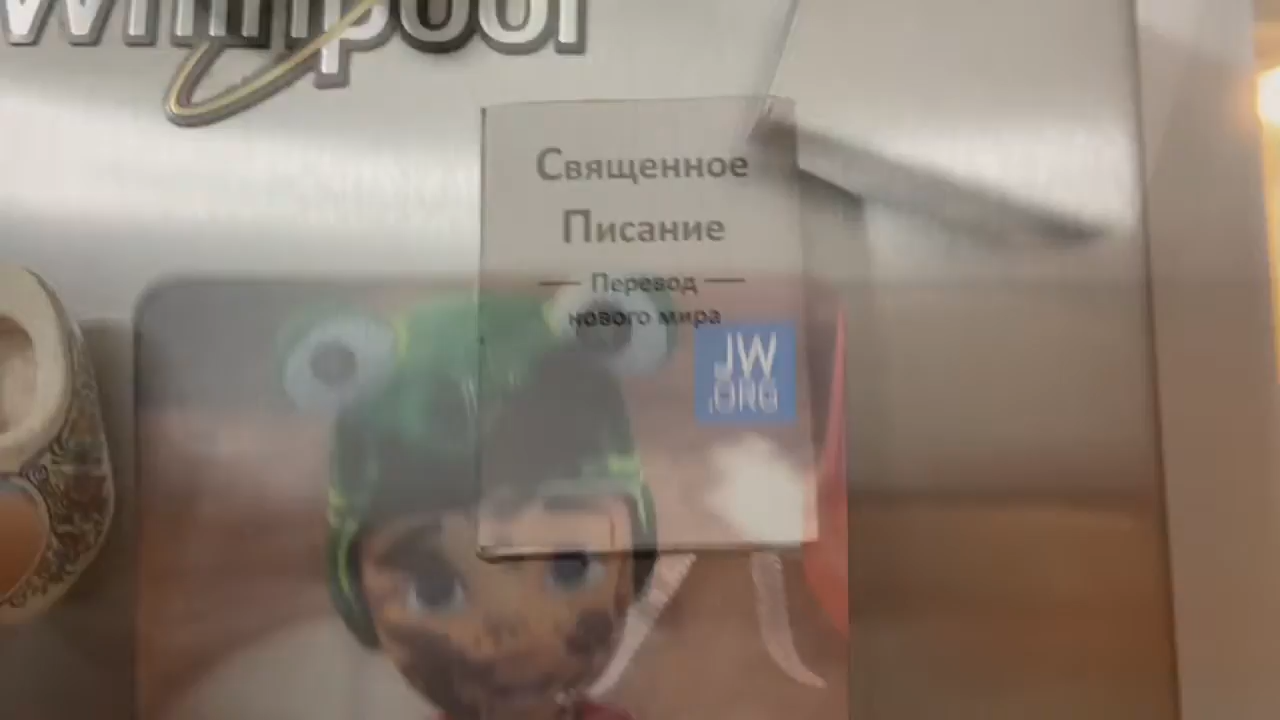 Whirlpool
Священное
Писание
Перевод
нового мира
JW
.ORG